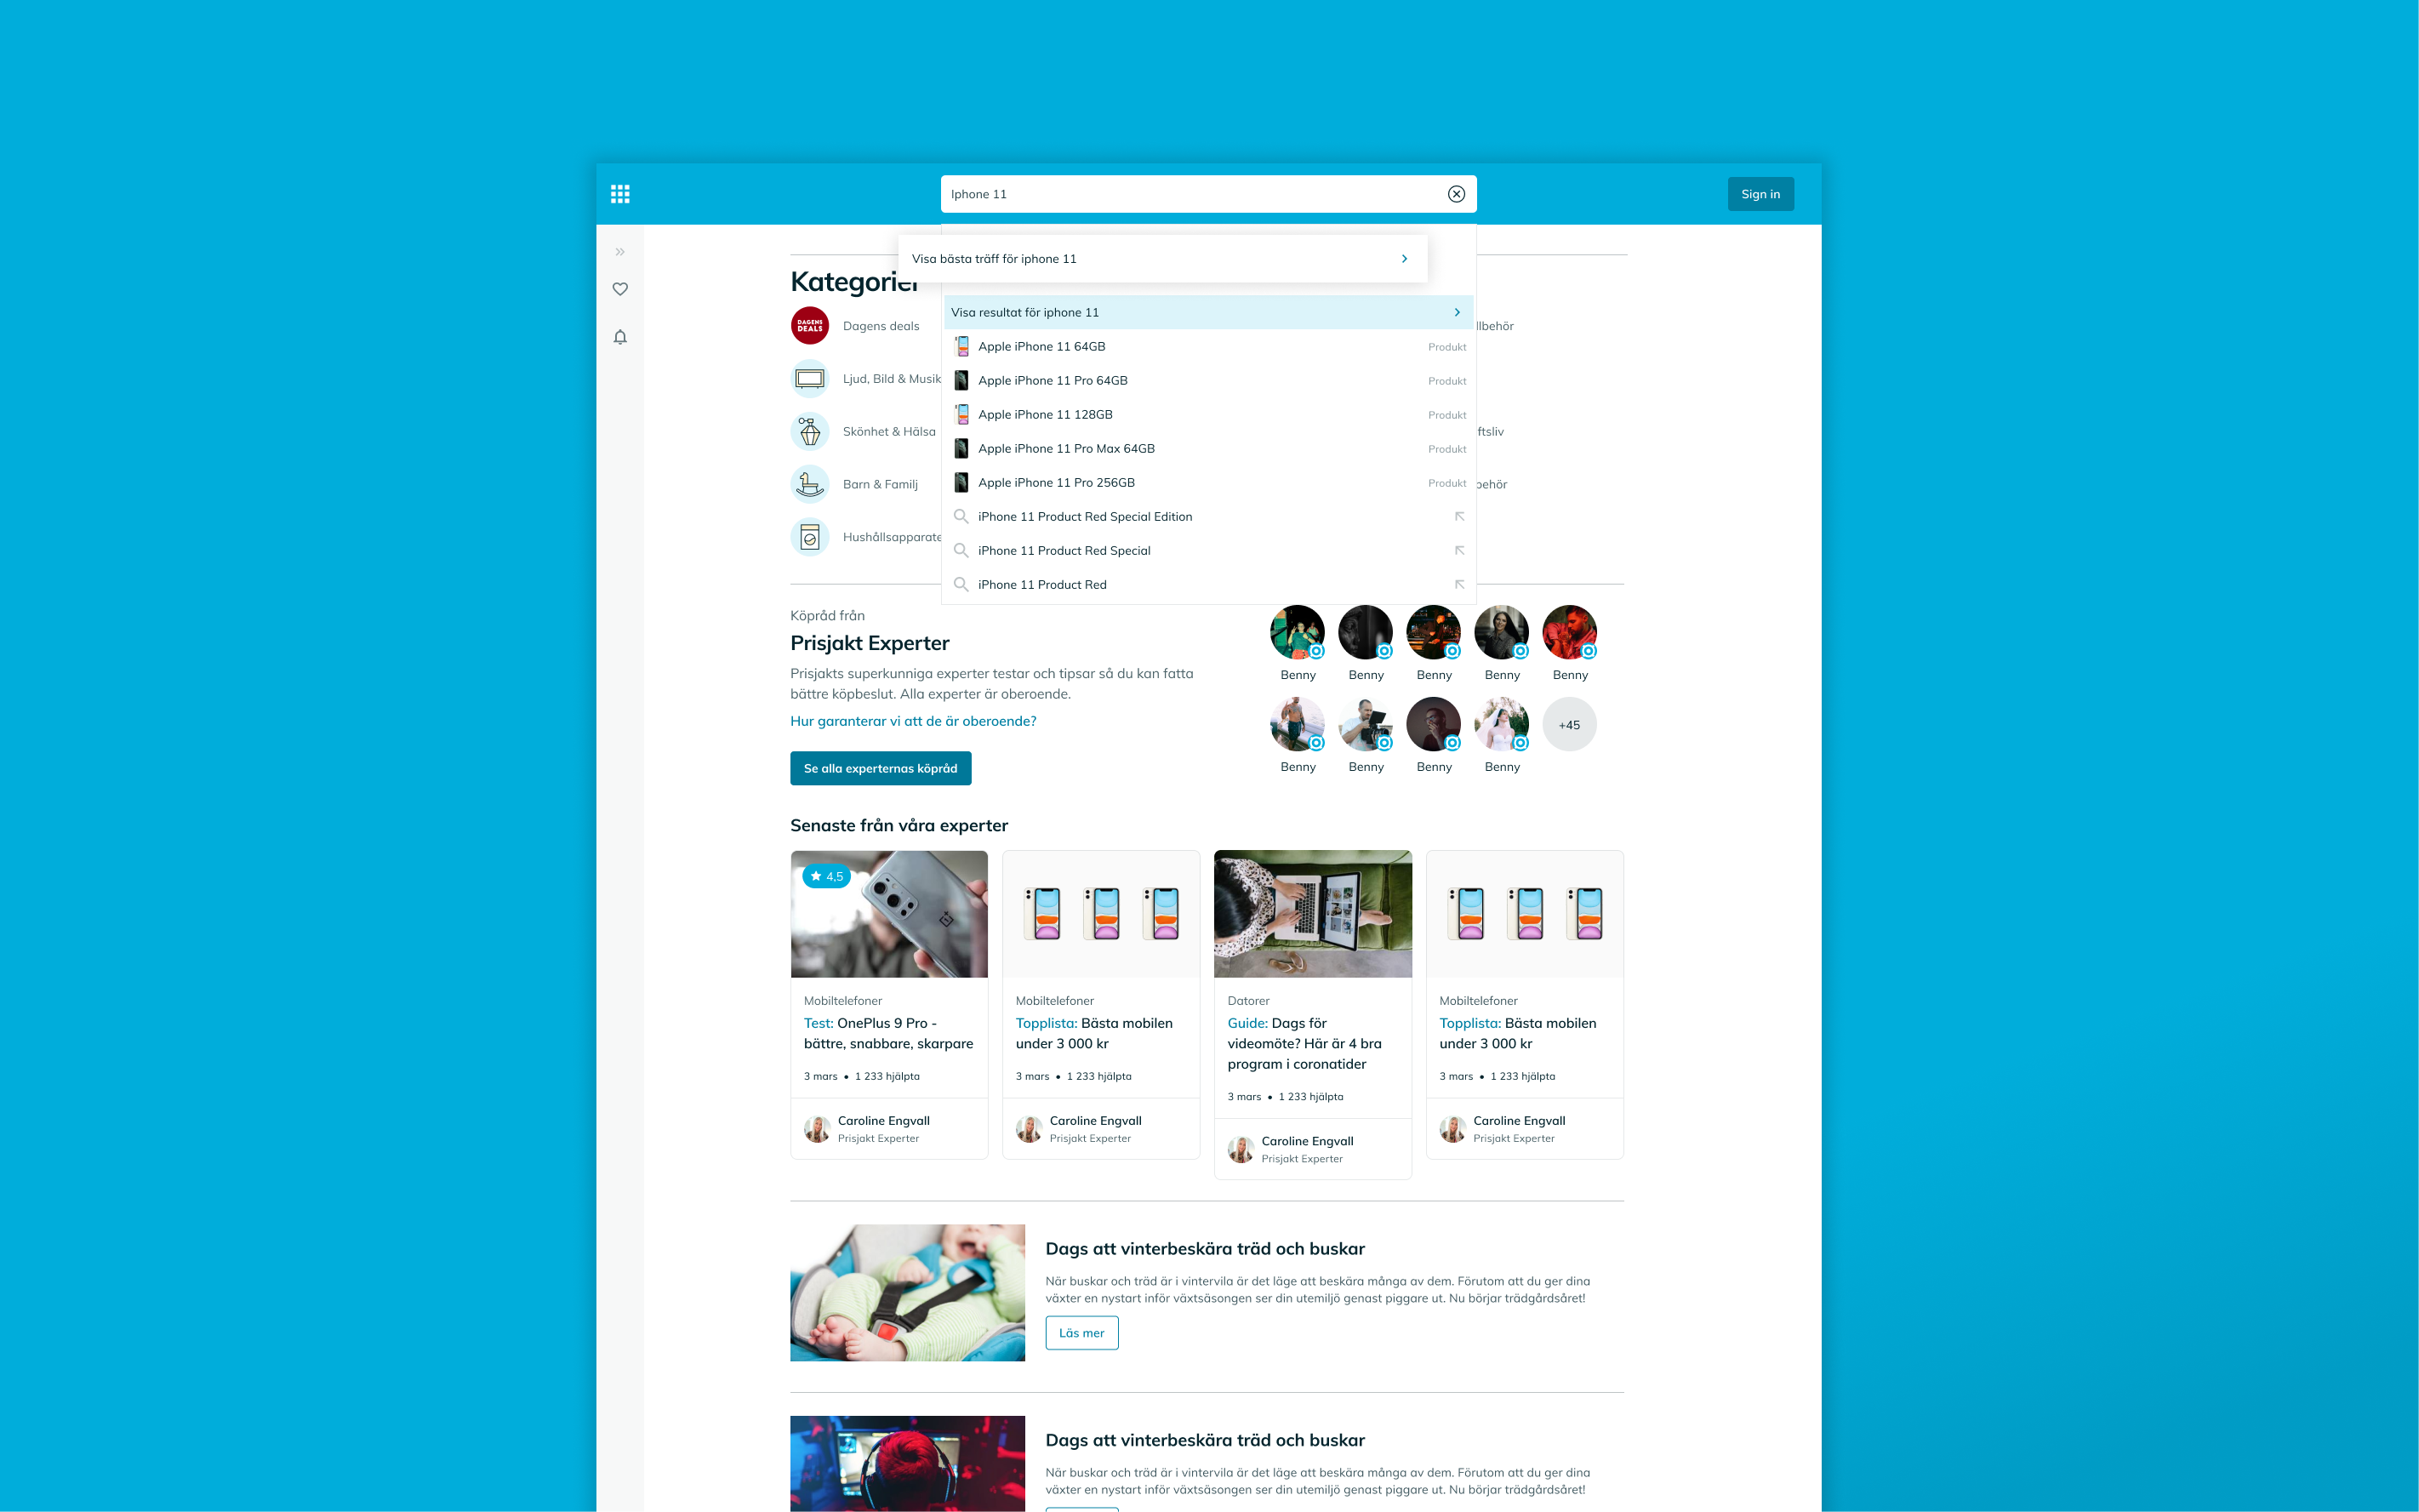 Iphone 11
Sign in
Visa bästa träff för iphone 11
Kategorier
Visa resultat för iphone 11
DAGENS
DEALS
Dagens deals
Apple iPhone 11 64GB
Produkt
Ljud, Bild & Musik
Apple iPhone 11 Pro 64GB
Produkt
Apple iPhone 11 128GB
Produkt
Skönhet & Hälsa
Apple iPhone 11 Pro Max 64GB
Produkt
Barn & Familj
Apple iPhone 11 Pro 256GB
Produkt
iPhone 11 Product Red Special Edition
iPhone 11 Product Red Special
iPhone 11 Product Red
Köpråd från
Prisjakt Experter
Prisjakts superkunniga experter testar och tipsar så du kan fatta
bättre köpbeslut. Alla experter är oberoende.
Hur garanterar vi att de är oberoende?
Se alla experternas köpråd
Benny
Benny
Benny
Benny
Benny
+45
Benny
Benny
Benny
Benny
Senaste från våra experter
4,5
Mobiltelefoner
Test: OnePlus 9 Pro -
bättre, snabbare, skarpare
3 mars • 1 233 hjälpta
Caroline Engvall
Prisjakt Experter
Mobiltelefoner
Topplista: Bästa mobilen
under 3 000 kr
3 mars • 1 233 hjälpta
Caroline Engvall
Prisjakt Experter
Datorer
Guide: Dags för
videomöte? Här är 4 bra
program i coronatider
3 mars • 1 233 hjälpta
Caroline Engvall
Prisjakt Experter
Mobiltelefoner
Topplista: Bästa mobilen
under 3 000 kr
3 mars • 1 233 hjälpta
Caroline Engvall
Prisjakt Experter
Dags att vinterbeskära träd och buskar
När buskar och träd är i vintervila är det läge att beskära många av dem. Förutom att du ger dina
växter en nystart inför växtsäsongen ser din utemiljö genast piggare ut. Nu börjar trädgårdsåret!
Läs mer
Dags att vinterbeskära träd och buskar
När buskar och träd är i vintervila är det läge att beskära många av dem. Förutom att du ger dina
växter en nystart inför växtsäsongen ser din utemiljö genast piggare ut. Nu börjar trädgårdsåret!